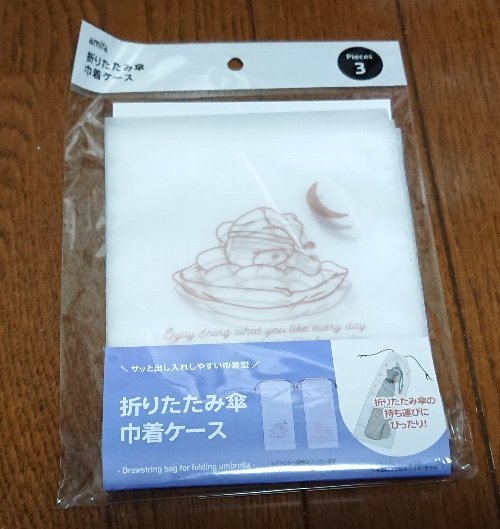 amifa
折りたたみ傘
巾着ケース
Pieces
3
Enjoy dning what you like every day
＼ サッと出し入れしやすい巾着型 ／
折りたたみ傘
巾着ケース
- Drawstring bag for folding umbrella -
折りたたみ傘の
持ち運びに
ぴったり!